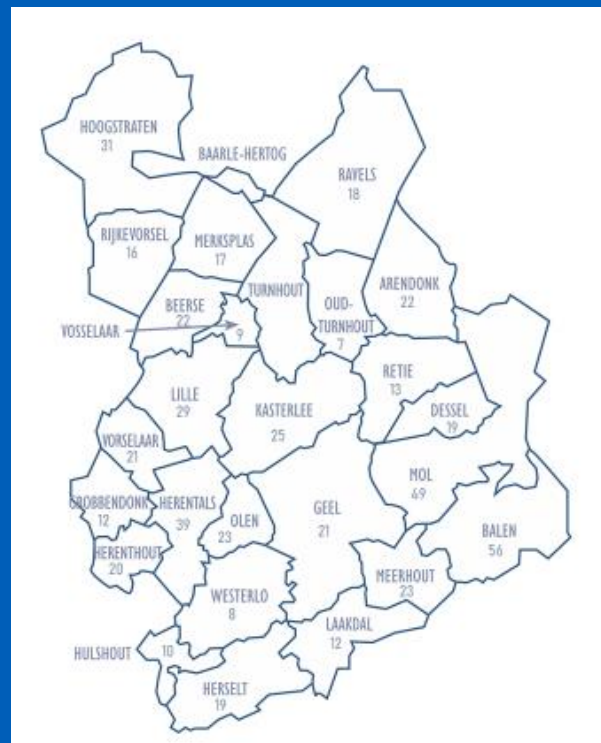 HOOGSTRATEN
31
BAARLE-HERTOG
RAVELS
18
RIJKEVORSEL
16
MERKSPLAS
17
TURNHOUT
ARENDONK
22
BEERSE
22
OUD-
TURNHOUT
7
VOSSELAAR
9
RETIE
13
LILLE
29
KASTERLEE
25
DESSEL
19
VORSELAAR
21
MOL
49
GROBBENDONK
12
HERENTALS
39
OLEN
23
GEEL
21
BALEN
56
HERENTHOUT
20
MEERHOUT
23
WESTERLO
8
LAAKDAL
12
HULSHOUT
10
HERSELT
19